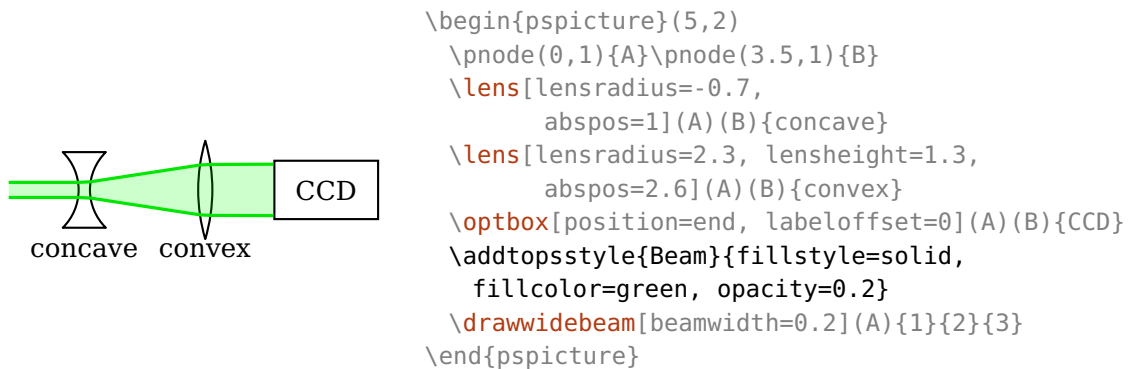 CCD
concave convex
\begin{pspicture}(5,2)
\pnode(0,1){A}\pnode(3.5,1){B}
\lens[lensradius=-0.7,
abspos=1](A)(B){concave}
\lens[lensradius=2.3, lensheight=1.3,
abspos=2.6](A)(B){convex}
\optbox[position=end, labeloffset=0](A)(B){CCD}
\addtopsstyle{Beam}{fillstyle=solid,
fillcolor=green, opacity=0.2}
\drawwidebeam[beamwidth=0.2](A){1}{2}{3}
\end{pspicture}